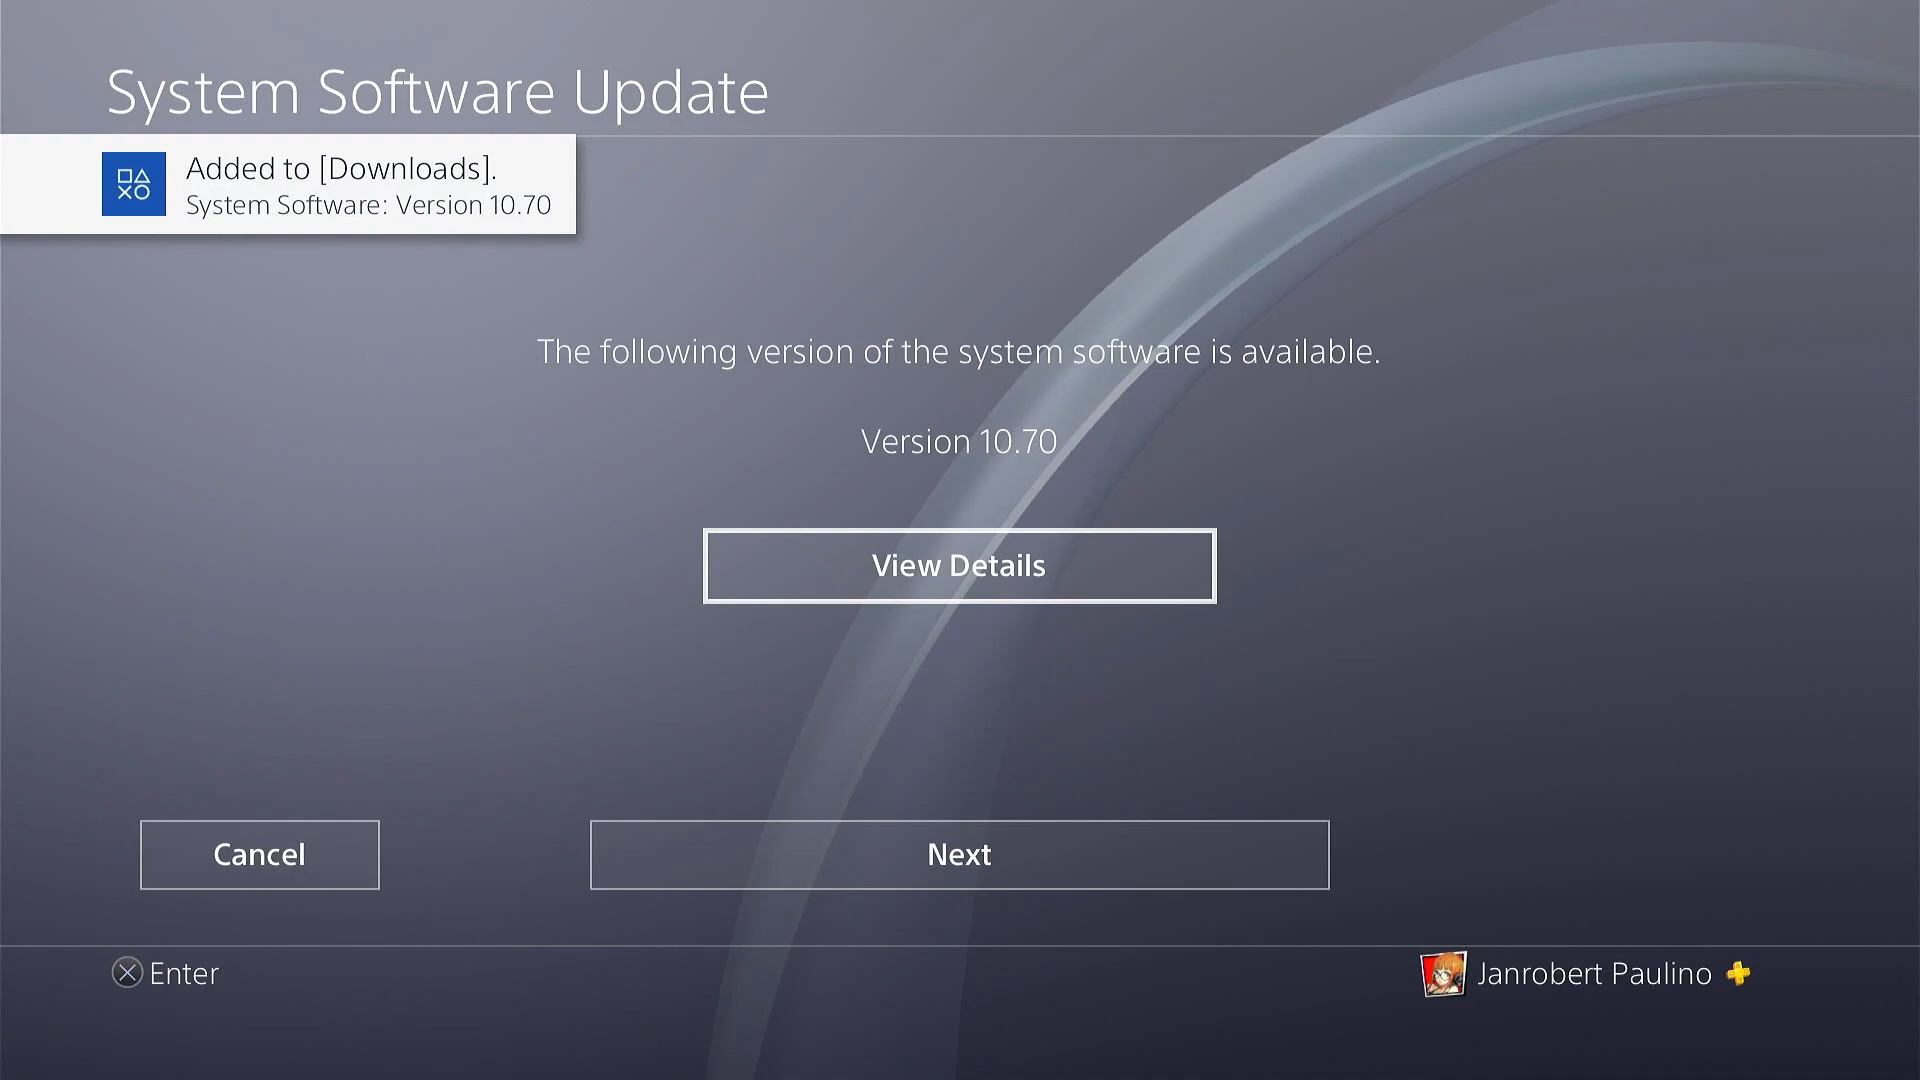 System Software Update
Added to [Downloads].
System Software: Version 10.70
The following version of the system software is available.
Version 10.70
View Details
Cancel
Next
Enter
Janrobert Paulino